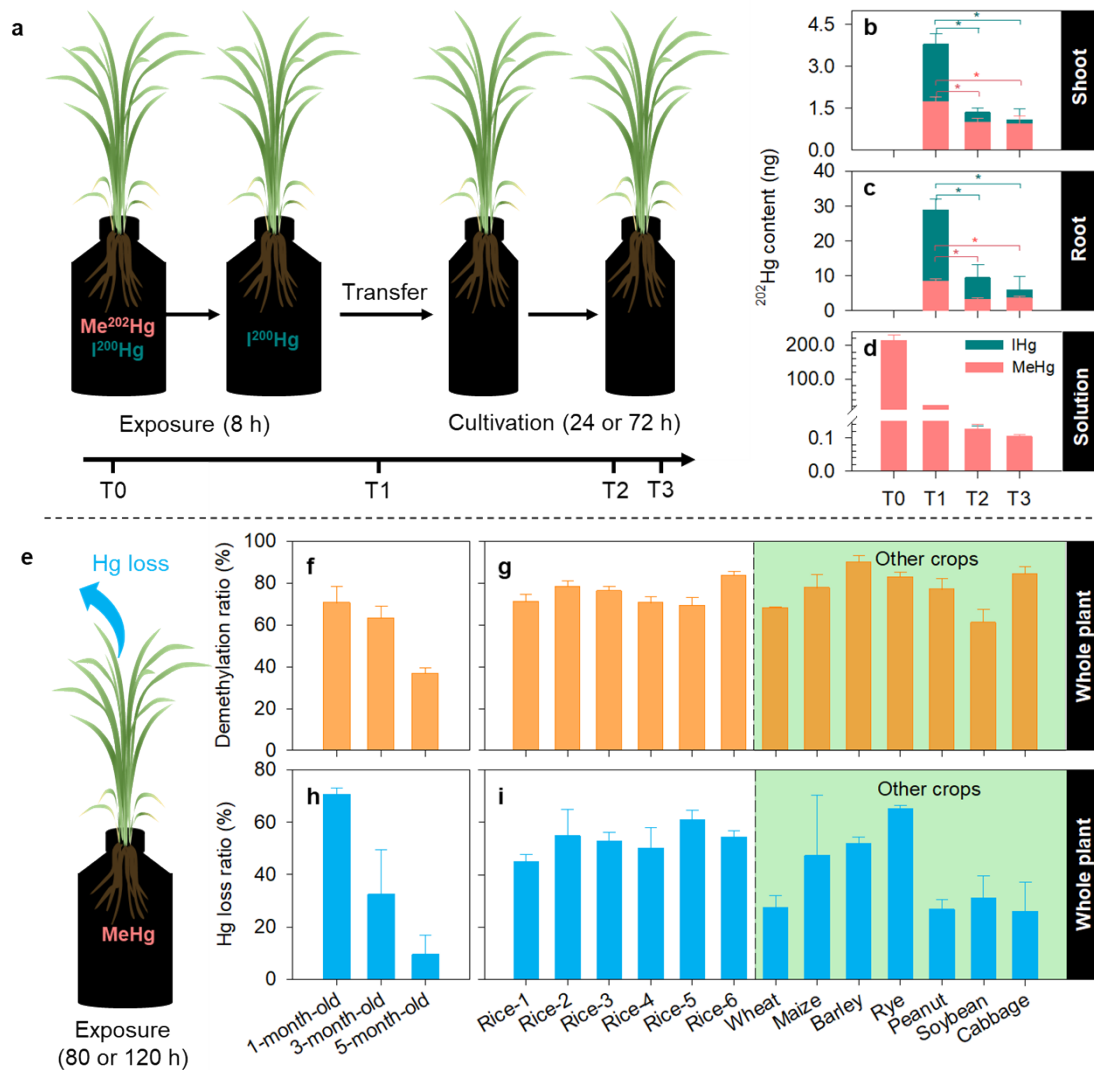 a
Me²⁰²Hg
I²⁰⁰Hg
I²⁰⁰Hg
Transfer
Exposure (8 h)
Cultivation (24 or 72 h)
T0
T1
T2
T3
²⁰²Hg content (ng)
b
4.5
3.0
1.5
0.0
*
*
*
*
Shoot
c
40
30
20
10
0
*
*
*
*
Root
d
200.0
100.0
0.1
0.0
IHg
MeHg
Solution
T0
T1
T2
T3
e
Hg loss
MeHg
Exposure
(80 or 120 h)
Demethylation ratio (%)
100
80
60
40
20
0
f
g
Other crops
Whole plant
Hg loss ratio (%)
80
60
40
20
0
h
i
Other crops
Whole plant
1-month-old
3-month-old
5-month-old
Rice-1
Rice-2
Rice-3
Rice-4
Rice-5
Rice-6
Wheat
Maize
Barley
Rye
Peanut
Soybean
Cabbage